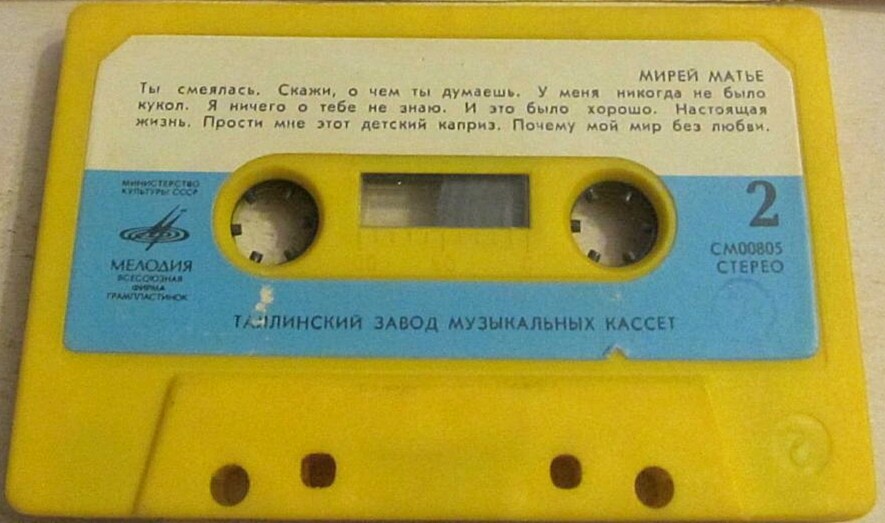 МИРЕЙ МАТЬЕ
Ты смеялась. Скажи, о чем ты думаешь. У меня никогда не было
кукол. Я ничего о тебе не знаю. И это было хорошо. Настоящая
жизнь. Прости мне этот детский каприз. Почему мой мир без любви.
МИНИСТЕРСТВО
КУЛЬТУРЫ СССР
МЕЛОДИЯ
ВСЕСОЮЗНАЯ
ФИРМА
ГРАМПЛАСТИНОК
2
СМ00805
СТЕРЕО
ТАЛЛИНСКИЙ ЗАВОД МУЗЫКАЛЬНЫХ КАССЕТ